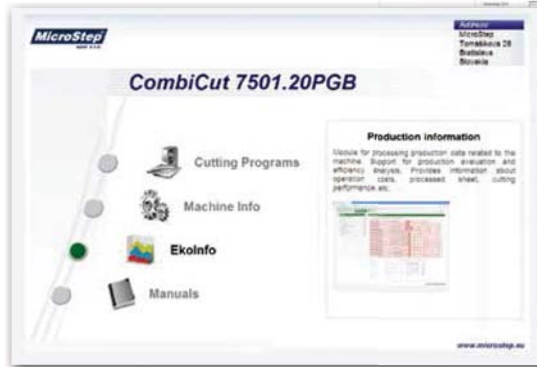 MicroStep
Address
MicroStep
Tomášikova 28
Bratislava
Slovakia
CombiCut 7501.20PGB
Cutting Programs
Machine Info
EkoInfo
Manuals
Production information
Module for processing production data related to the
machine. Support for production evaluation and
efficiency analysis. Provides information about
operation costs, processed sheet, cutting
performance etc.
www.microstep.eu